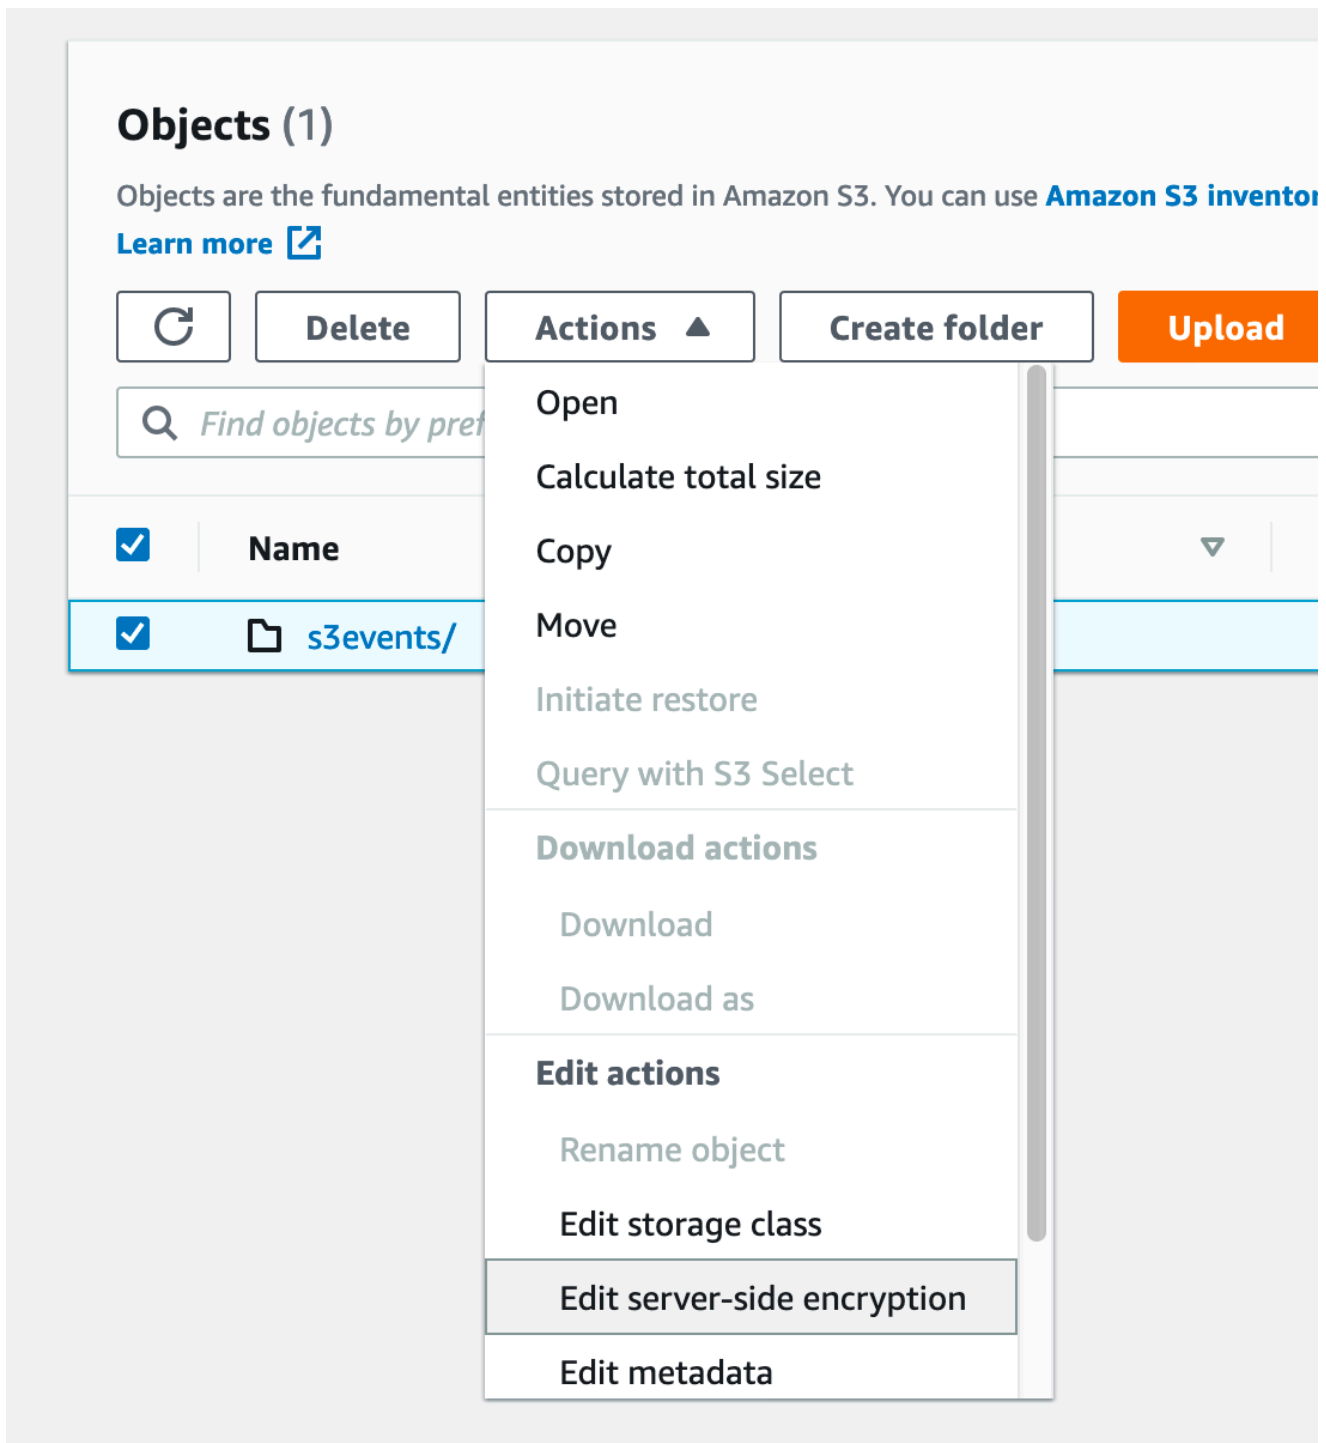 Objects (1)
Objects are the fundamental entities stored in Amazon S3. You can use Amazon S3
Learn more
Delete
Actions
Create folder
Upload
Find objects by
Name
s3events/
Open
Calculate total size
Copy
Move
Initiate restore
Query with S3 Select
Download actions
Download
Download as
Edit actions
Rename object
Edit storage class
Edit server-side encryption
Edit metadata